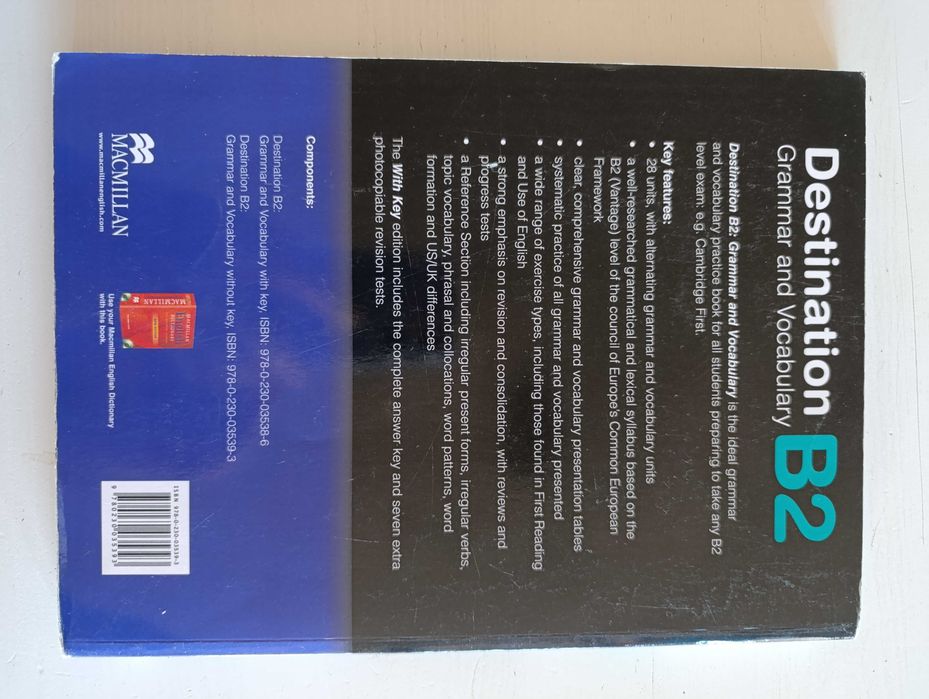 Destination B2
Grammar and Vocabulary
Destination B2: Grammar and Vocabulary is the ideal grammar
and vocabulary practice book for all students preparing to take any B2
level exam: e.g. Cambridge First.
Key features:
• 28 units, with alternating grammar and vocabulary units
• a well-researched grammatical and lexical syllabus based on the
B2 (Vantage) level of the council of Europe's Common European
Framework
• clear, comprehensive grammar and vocabulary presentation tables
• systematic practice of all grammar and vocabulary presented
• a wide range of exercise types, including those found in First Reading
and Use of English
• a strong emphasis on revision and consolidation, with reviews and
progress tests
• a Reference Section including irregular present forms, irregular verbs,
topic vocabulary, phrasal and collocations, word patterns, word
formation and US/UK differences
The With Key edition includes the complete answer key and seven extra
photocopiable revision tests.
Components:
Destination B2:
Grammar and Vocabulary with key, ISBN: 978-0-230-03538-6
Destination B2:
Grammar and Vocabulary without key, ISBN: 978-0-230-03539-3
MACMILLAN
www.macmillanenglish.com
MACMILLAN
Use your Macmillan English Dictionary
with this book.
ISBN 978-0-230-03539-3
9 780230 035393